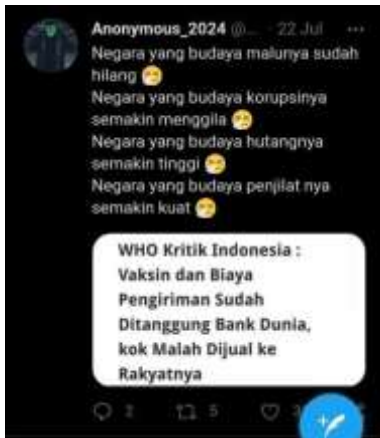 Anonymous_2024 @... · 22 Jul
Negara yang budaya malunya sudah
hilang 🤭
Negara yang budaya korupsinya
semakin menggila 🤭
Negara yang budaya hutangnya
semakin tinggi 🤭
Negara yang budaya penjilat nya
semakin kuat 🤭
WHO Kritik Indonesia :
Vaksin dan Biaya
Pengiriman Sudah
Ditanggung Bank Dunia,
kok Malah Dijual ke
Rakyatnya
2 5